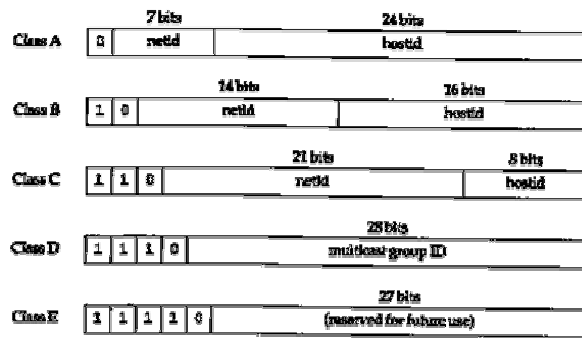 7 bits 24 bits
Class A 0 netid hostid
14 bits 16 bits
Class B 1 0 netid hostid
21 bits 8 bits
Class C 1 1 0 netid hostid
28 bits
Class D 1 1 1 0 multicast group ID
27 bits
Class E 1 1 1 1 0 (reserved for future use)